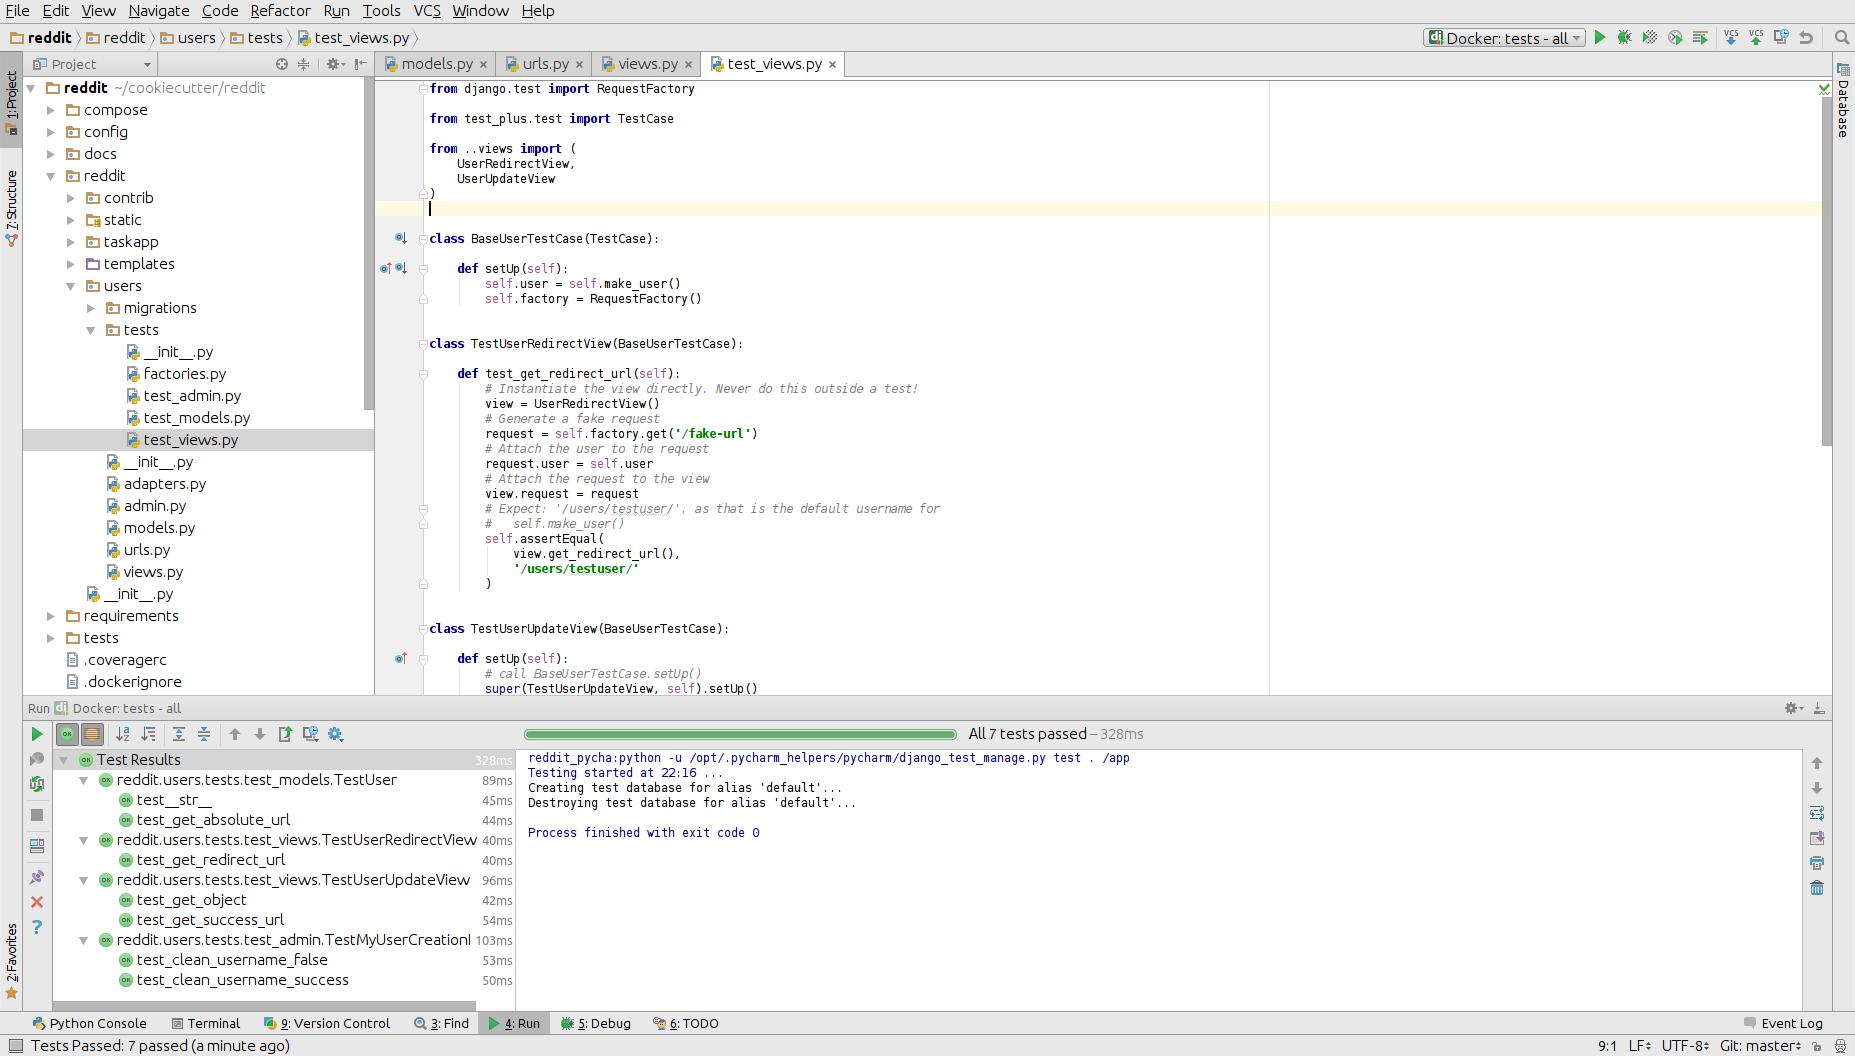 File Edit View Navigate Code Refactor Run Tools VCS Window Help
reddit reddit users tests test_views.py
Docker: tests - all
VCS VCS
Project
models.py urls.py views.py test_views.py
1: Project
7: Structure
2: Favorites
Database
reddit ~/cookiecutter/reddit
compose
config
docs
reddit
contrib
static
taskapp
templates
users
migrations
tests
__init__.py
factories.py
test_admin.py
test_models.py
test_views.py
__init__.py
adapters.py
admin.py
models.py
urls.py
views.py
__init__.py
requirements
tests
.coveragerc
.dockerignore
from django.test import RequestFactory
from test_plus.test import TestCase
from ..views import (
UserRedirectView,
UserUpdateView
)
class BaseUserTestCase(TestCase):
def setUp(self):
self.user = self.make_user()
self.factory = RequestFactory()
class TestUserRedirectView(BaseUserTestCase):
def test_get_redirect_url(self):
# Instantiate the view directly. Never do this outside a test!
view = UserRedirectView()
# Generate a fake request
request = self.factory.get('/fake-url')
# Attach the user to the request
request.user = self.user
# Attach the request to the view
view.request = request
# Expect: '/users/testuser/', as that is the default username for
#   self.make_user()
self.assertEqual(
view.get_redirect_url(),
'/users/testuser/'
)
class TestUserUpdateView(BaseUserTestCase):
def setUp(self):
# call BaseUserTestCase.setUp()
super(TestUserUpdateView, self).setUp()
Run dj Docker: tests - all
All 7 tests passed – 328ms
Test Results 328ms
reddit.users.tests.test_models.TestUser 89ms
test__str__ 45ms
test_get_absolute_url 44ms
reddit.users.tests.test_views.TestUserRedirectView 40ms
test_get_redirect_url 40ms
reddit.users.tests.test_views.TestUserUpdateView 96ms
test_get_object 42ms
test_get_success_url 54ms
reddit.users.tests.test_admin.TestMyUserCreation 103ms
test_clean_username_false 53ms
test_clean_username_success 50ms
reddit_pycha:python -u /opt/.pycharm_helpers/pycharm/django_test_manage.py test . /app
Testing started at 22:16 ...
Creating test database for alias 'default'...
Destroying test database for alias 'default'...
Process finished with exit code 0
Python Console Terminal 9: Version Control 3: Find 4: Run 5: Debug 6: TODO Event Log
Tests Passed: 7 passed (a minute ago) 9:1 LF UTF-8 Git: master